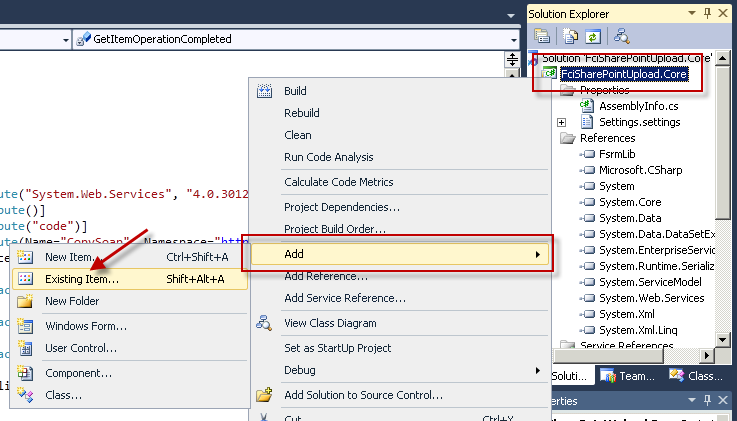 GetItemOperationCompleted
ute("System.Web.Services", "4.0.3012
bute()]
bute("code")]
ute(Name="CopySoap", Namespace="http
New Item... Ctrl+Shift+A
Existing Item... Shift+Alt+A
New Folder
Windows Form...
User Control...
Component...
Class...
Build
Rebuild
Clean
Run Code Analysis
Calculate Code Metrics
Project Dependencies...
Project Build Order...
Add
Add Reference...
Add Service Reference...
View Class Diagram
Set as StartUp Project
Debug
Add Solution to Source Control...
Cut Ctrl+X
Solution Explorer
Solution 'FciSharePointUpload.Core'
FciSharePointUpload.Core
Properties
AssemblyInfo.cs
Settings.settings
References
FsrmLib
Microsoft.CSharp
System
System.Core
System.Data
System.Data.DataSetEx
System.EnterpriseServic
System.Runtime.Serializ
System.ServiceModel
System.Web.Services
System.Xml
System.Xml.Linq
Service References
Soluti... Team... Class...
perties